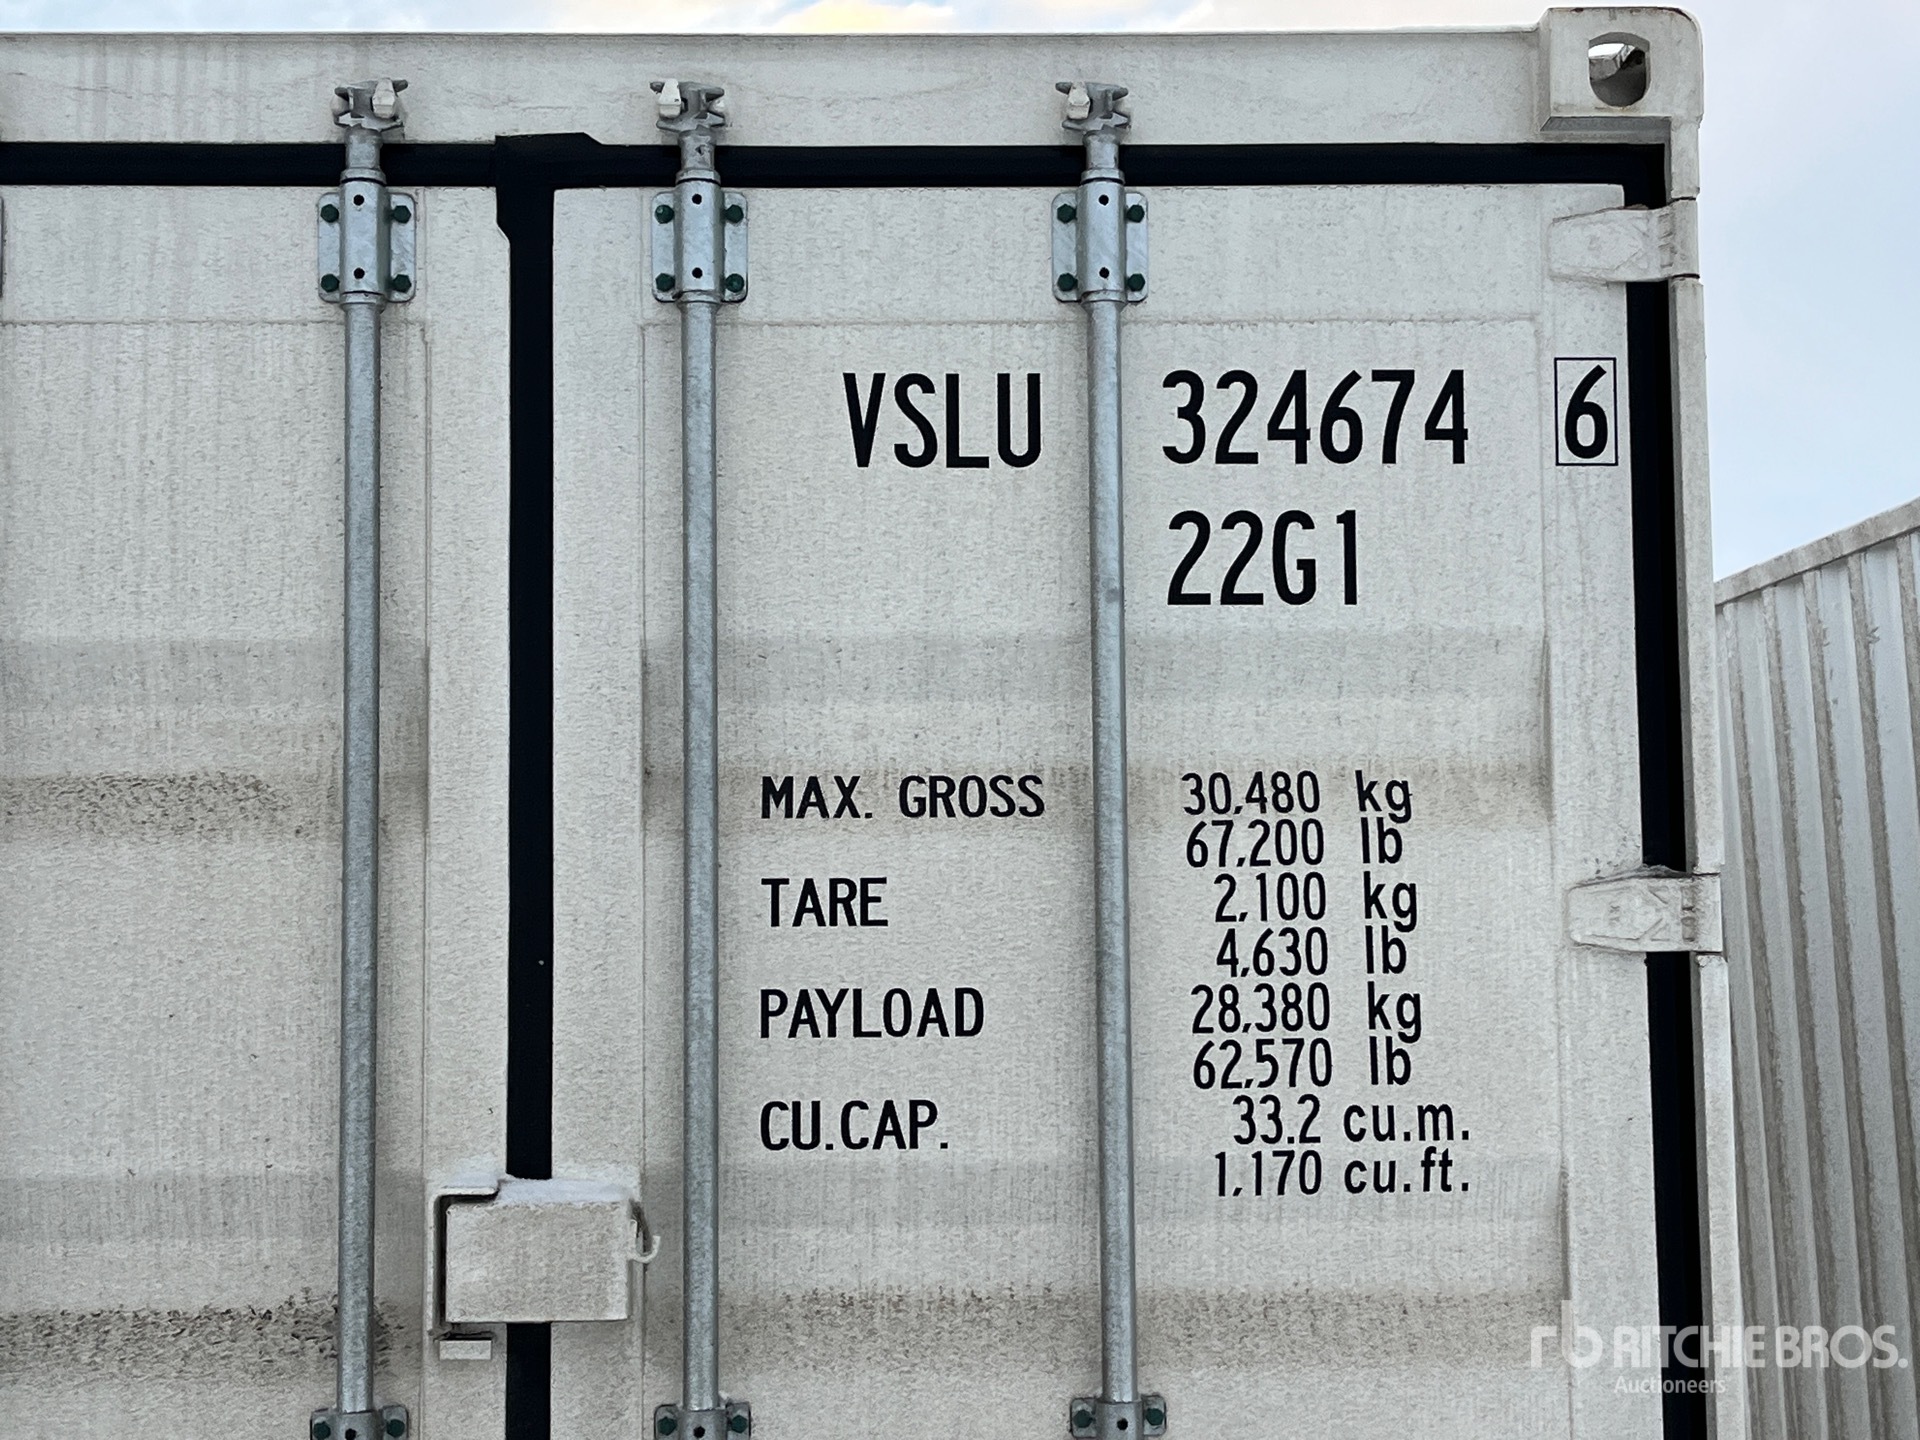 VSLU 324674 6
22G1
MAX. GROSS 30,480 kg
67,200 lb
TARE 2,100 kg
4,630 lb
PAYLOAD 28,380 kg
62,570 lb
CU.CAP. 33.2 cu.m.
1,170 cu.ft.
rb RITCHIE BROS.
Auctioneers